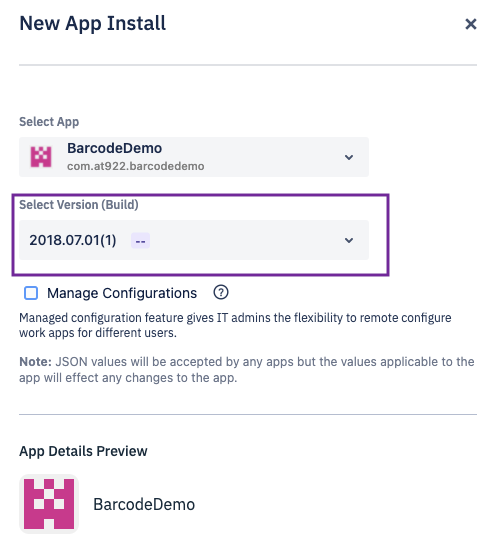 New App Install
Select App
BarcodeDemo
com.at922.barcodedemo
Select Version (Build)
2018.07.01(1) --
Manage Configurations ?
Managed configuration feature gives IT admins the flexibility to remote configure
work apps for different users.
Note: JSON values will be accepted by any apps but the values applicable to the
app will effect any changes to the app.
App Details Preview
BarcodeDemo